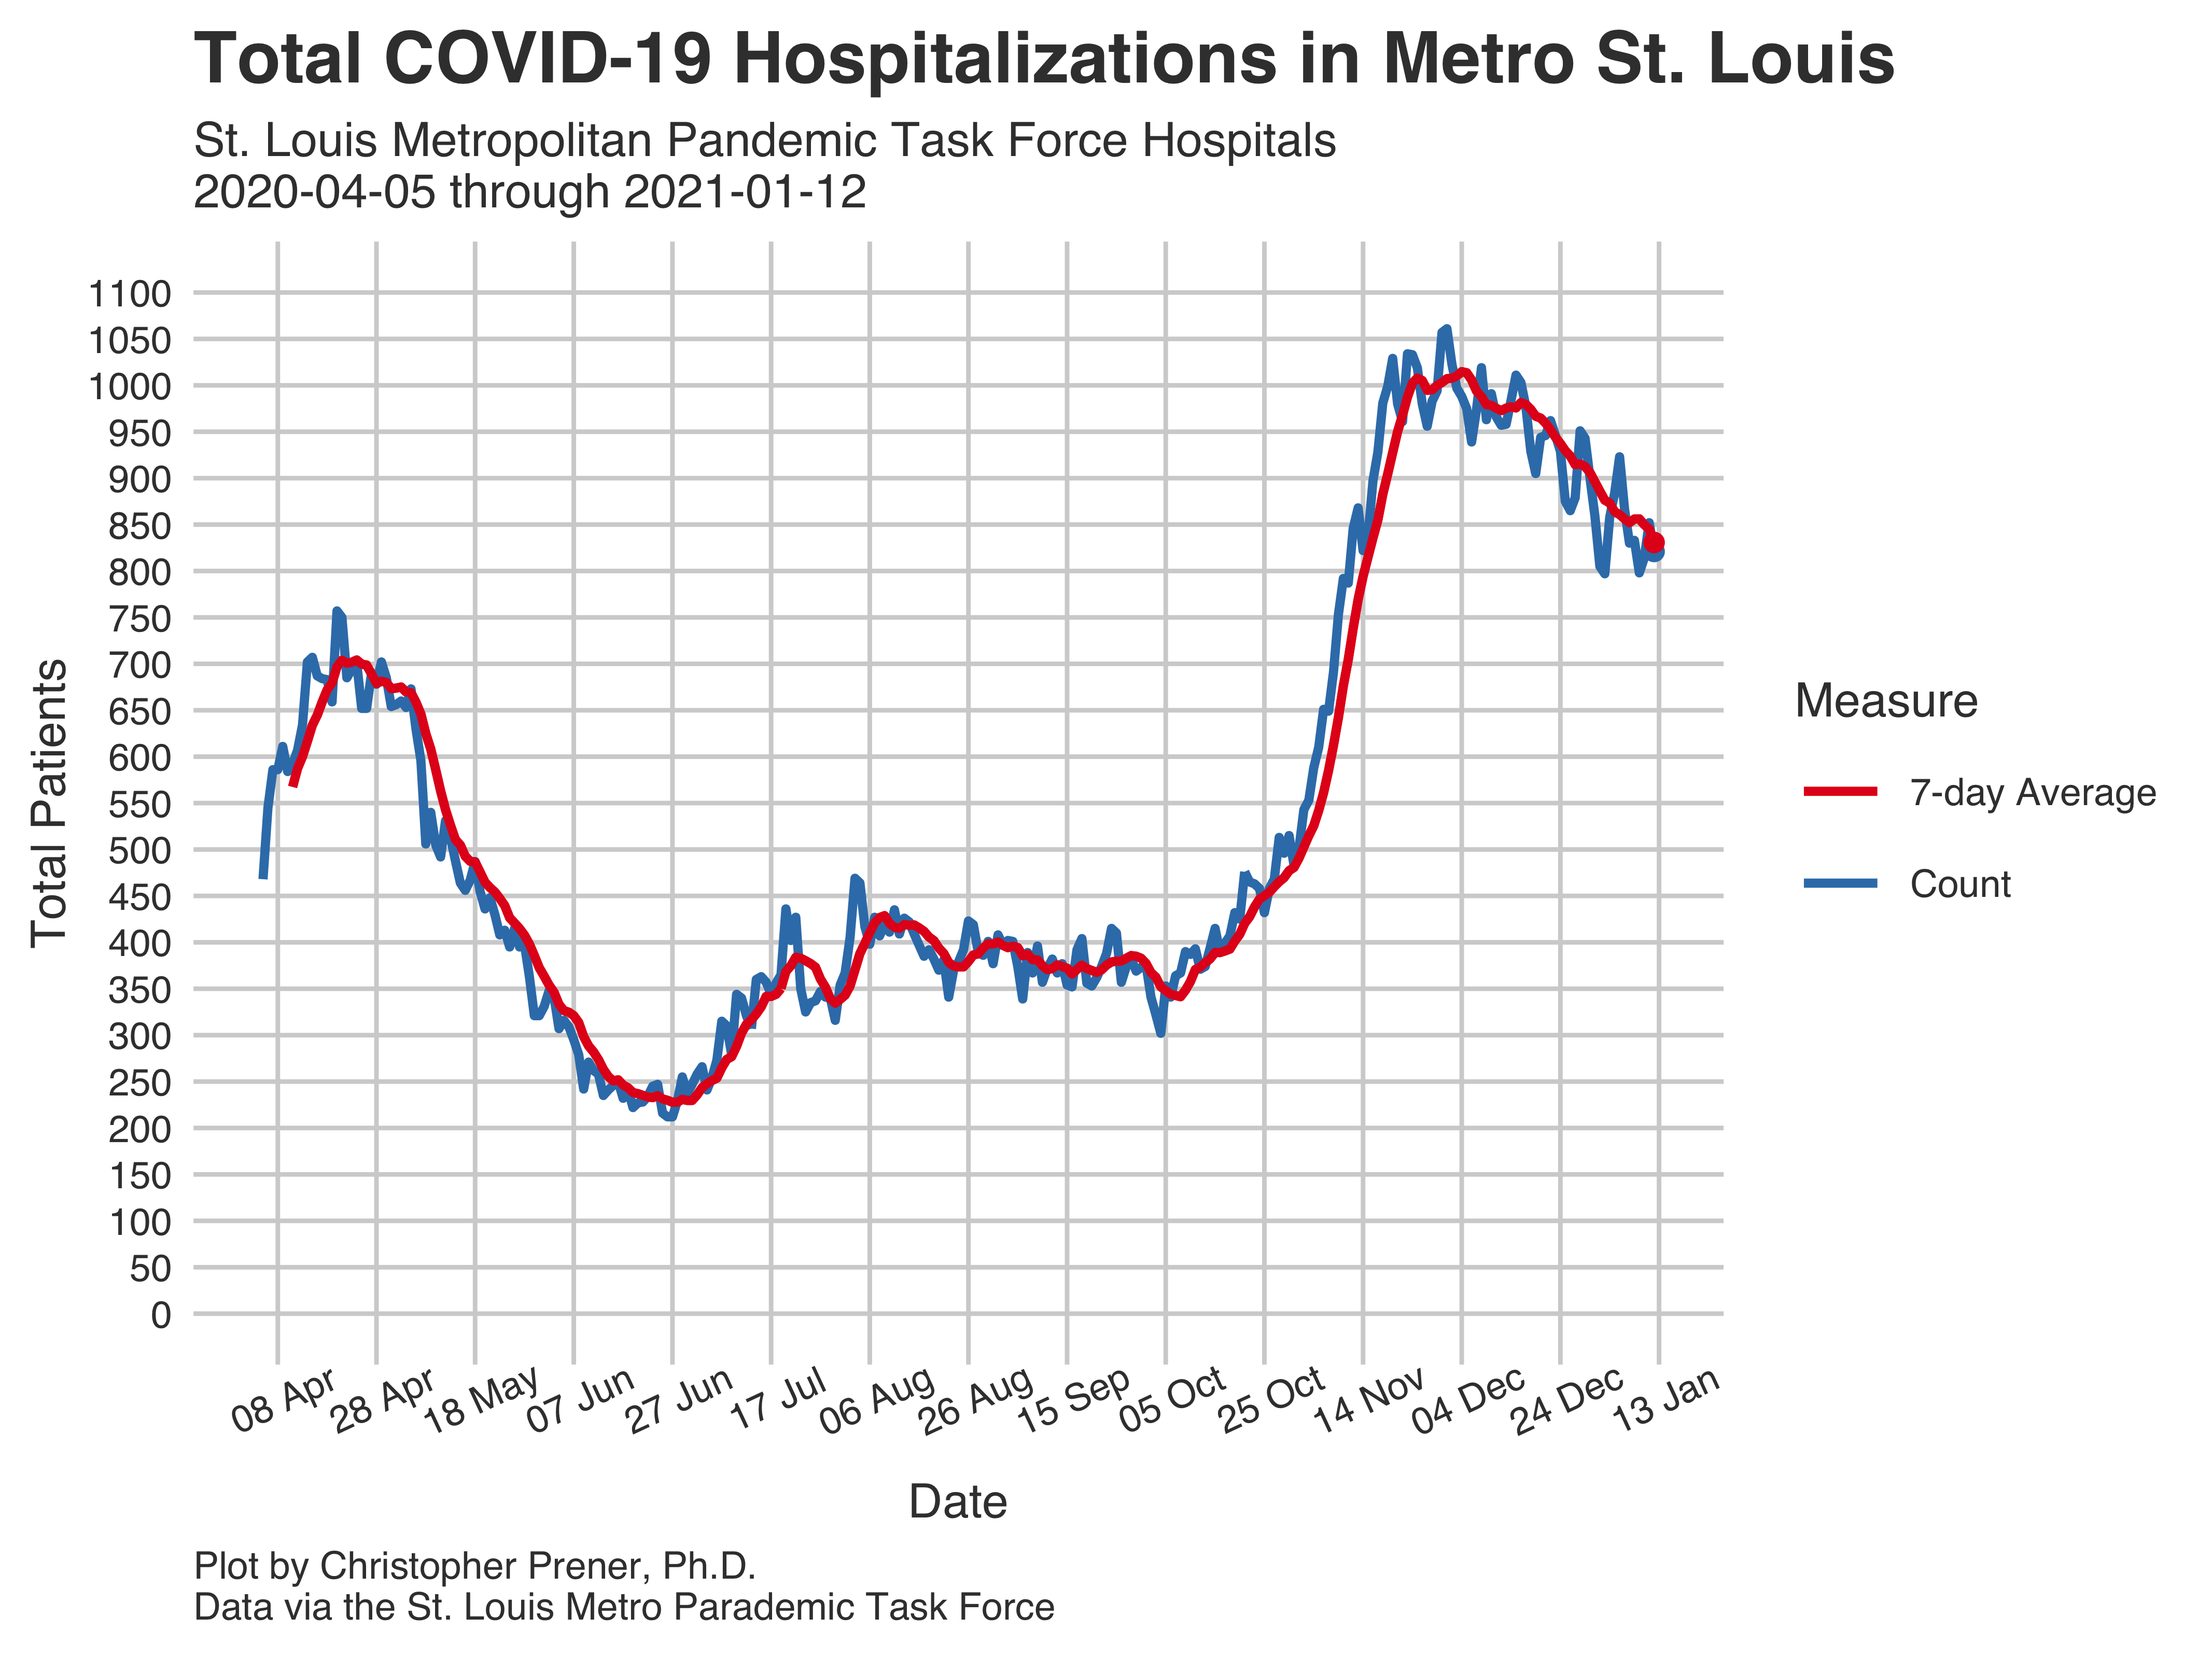 Total COVID-19 Hospitalizations in Metro St. Louis
St. Louis Metropolitan Pandemic Task Force Hospitals
2020-04-05 through 2021-01-12
1100
1050
1000
950
900
850
800
750
700
650
600
550
500
450
400
350
300
250
200
150
100
50
0
Total Patients
08 Apr
28 Apr
18 May
07 Jun
27 Jun
17 Jul
06 Aug
26 Aug
15 Sep
05 Oct
25 Oct
14 Nov
04 Dec
24 Dec
13 Jan
Date
Measure
7-day Average
Count
Plot by Christopher Prener, Ph.D.
Data via the St. Louis Metro Parademic Task Force